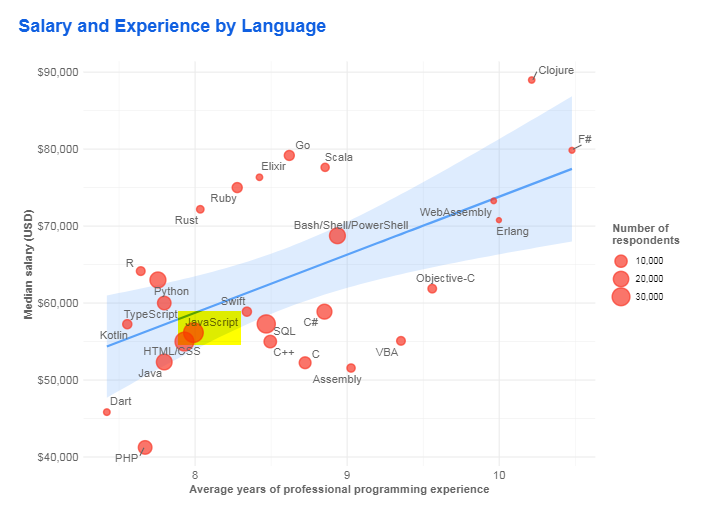 Salary and Experience by Language
$90,000
Clojure
$80,000
F#
Go
Scala
Elixir
Ruby
$70,000
Rust
WebAssembly
Bash/Shell/PowerShell
Erlang
Median salary (USD)
Number of
respondents
10,000
20,000
30,000
R
Python
Objective-C
$60,000
TypeScript
Swift
JavaScript
C#
Kotlin
SQL
HTML/CSS
C++
C
VBA
Java
$50,000
Assembly
Dart
PHP
$40,000
8
9
10
Average years of professional programming experience